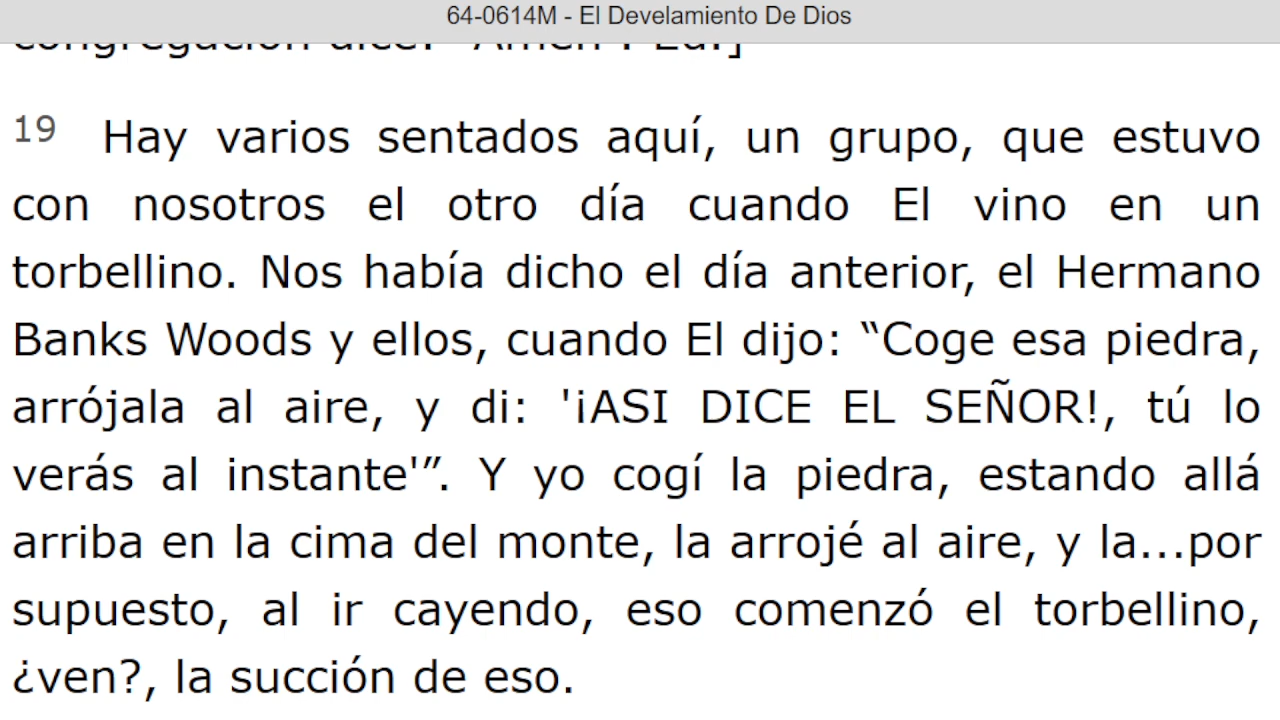 64-0614M - El Develamiento De Dios
congregación dice: "Amén". Ed.]
19 Hay varios sentados aquí, un grupo, que estuvo
con nosotros el otro día cuando El vino en un
torbellino. Nos había dicho el día anterior, el Hermano
Banks Woods y ellos, cuando El dijo: “Coge esa piedra,
arrójala al aire, y di: '¡ASI DICE EL SEÑOR!, tú lo
verás al instante'”. Y yo cogí la piedra, estando allá
arriba en la cima del monte, la arrojé al aire, y la...por
supuesto, al ir cayendo, eso comenzó el torbellino,
¿ven?, la succión de eso.